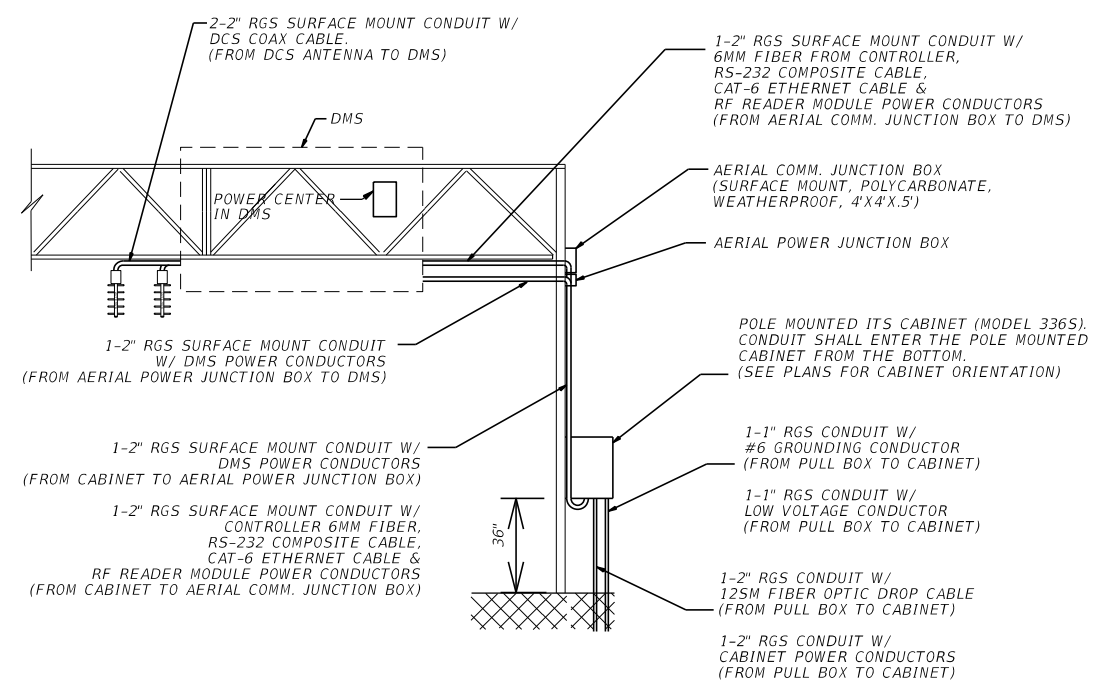 2-2" RGS SURFACE MOUNT CONDUIT W/
DCS COAX CABLE.
(FROM DCS ANTENNA TO DMS)
1-2" RGS SURFACE MOUNT CONDUIT W/
6MM FIBER FROM CONTROLLER,
RS-232 COMPOSITE CABLE,
CAT-6 ETHERNET CABLE &
RF READER MODULE POWER CONDUCTORS
(FROM AERIAL COMM. JUNCTION BOX TO DMS)
DMS
POWER CENTER
IN DMS
AERIAL COMM. JUNCTION BOX
(SURFACE MOUNT, POLYCARBONATE,
WEATHERPROOF, 4'X4'X.5')
AERIAL POWER JUNCTION BOX
1-2" RGS SURFACE MOUNT CONDUIT
W/ DMS POWER CONDUCTORS
(FROM AERIAL POWER JUNCTION BOX TO DMS)
POLE MOUNTED ITS CABINET (MODEL 336S).
CONDUIT SHALL ENTER THE POLE MOUNTED
CABINET FROM THE BOTTOM.
(SEE PLANS FOR CABINET ORIENTATION)
1-2" RGS SURFACE MOUNT CONDUIT W/
DMS POWER CONDUCTORS
(FROM CABINET TO AERIAL POWER JUNCTION BOX)
1-2" RGS SURFACE MOUNT CONDUIT W/
CONTROLLER 6MM FIBER,
RS-232 COMPOSITE CABLE,
CAT-6 ETHERNET CABLE &
RF READER MODULE POWER CONDUCTORS
(FROM CABINET TO AERIAL COMM. JUNCTION BOX)
36"
1-1" RGS CONDUIT W/
#6 GROUNDING CONDUCTOR
(FROM PULL BOX TO CABINET)
1-1" RGS CONDUIT W/
LOW VOLTAGE CONDUCTOR
(FROM PULL BOX TO CABINET)
1-2" RGS CONDUIT W/
12SM FIBER OPTIC DROP CABLE
(FROM PULL BOX TO CABINET)
1-2" RGS CONDUIT W/
CABINET POWER CONDUCTORS
(FROM PULL BOX TO CABINET)